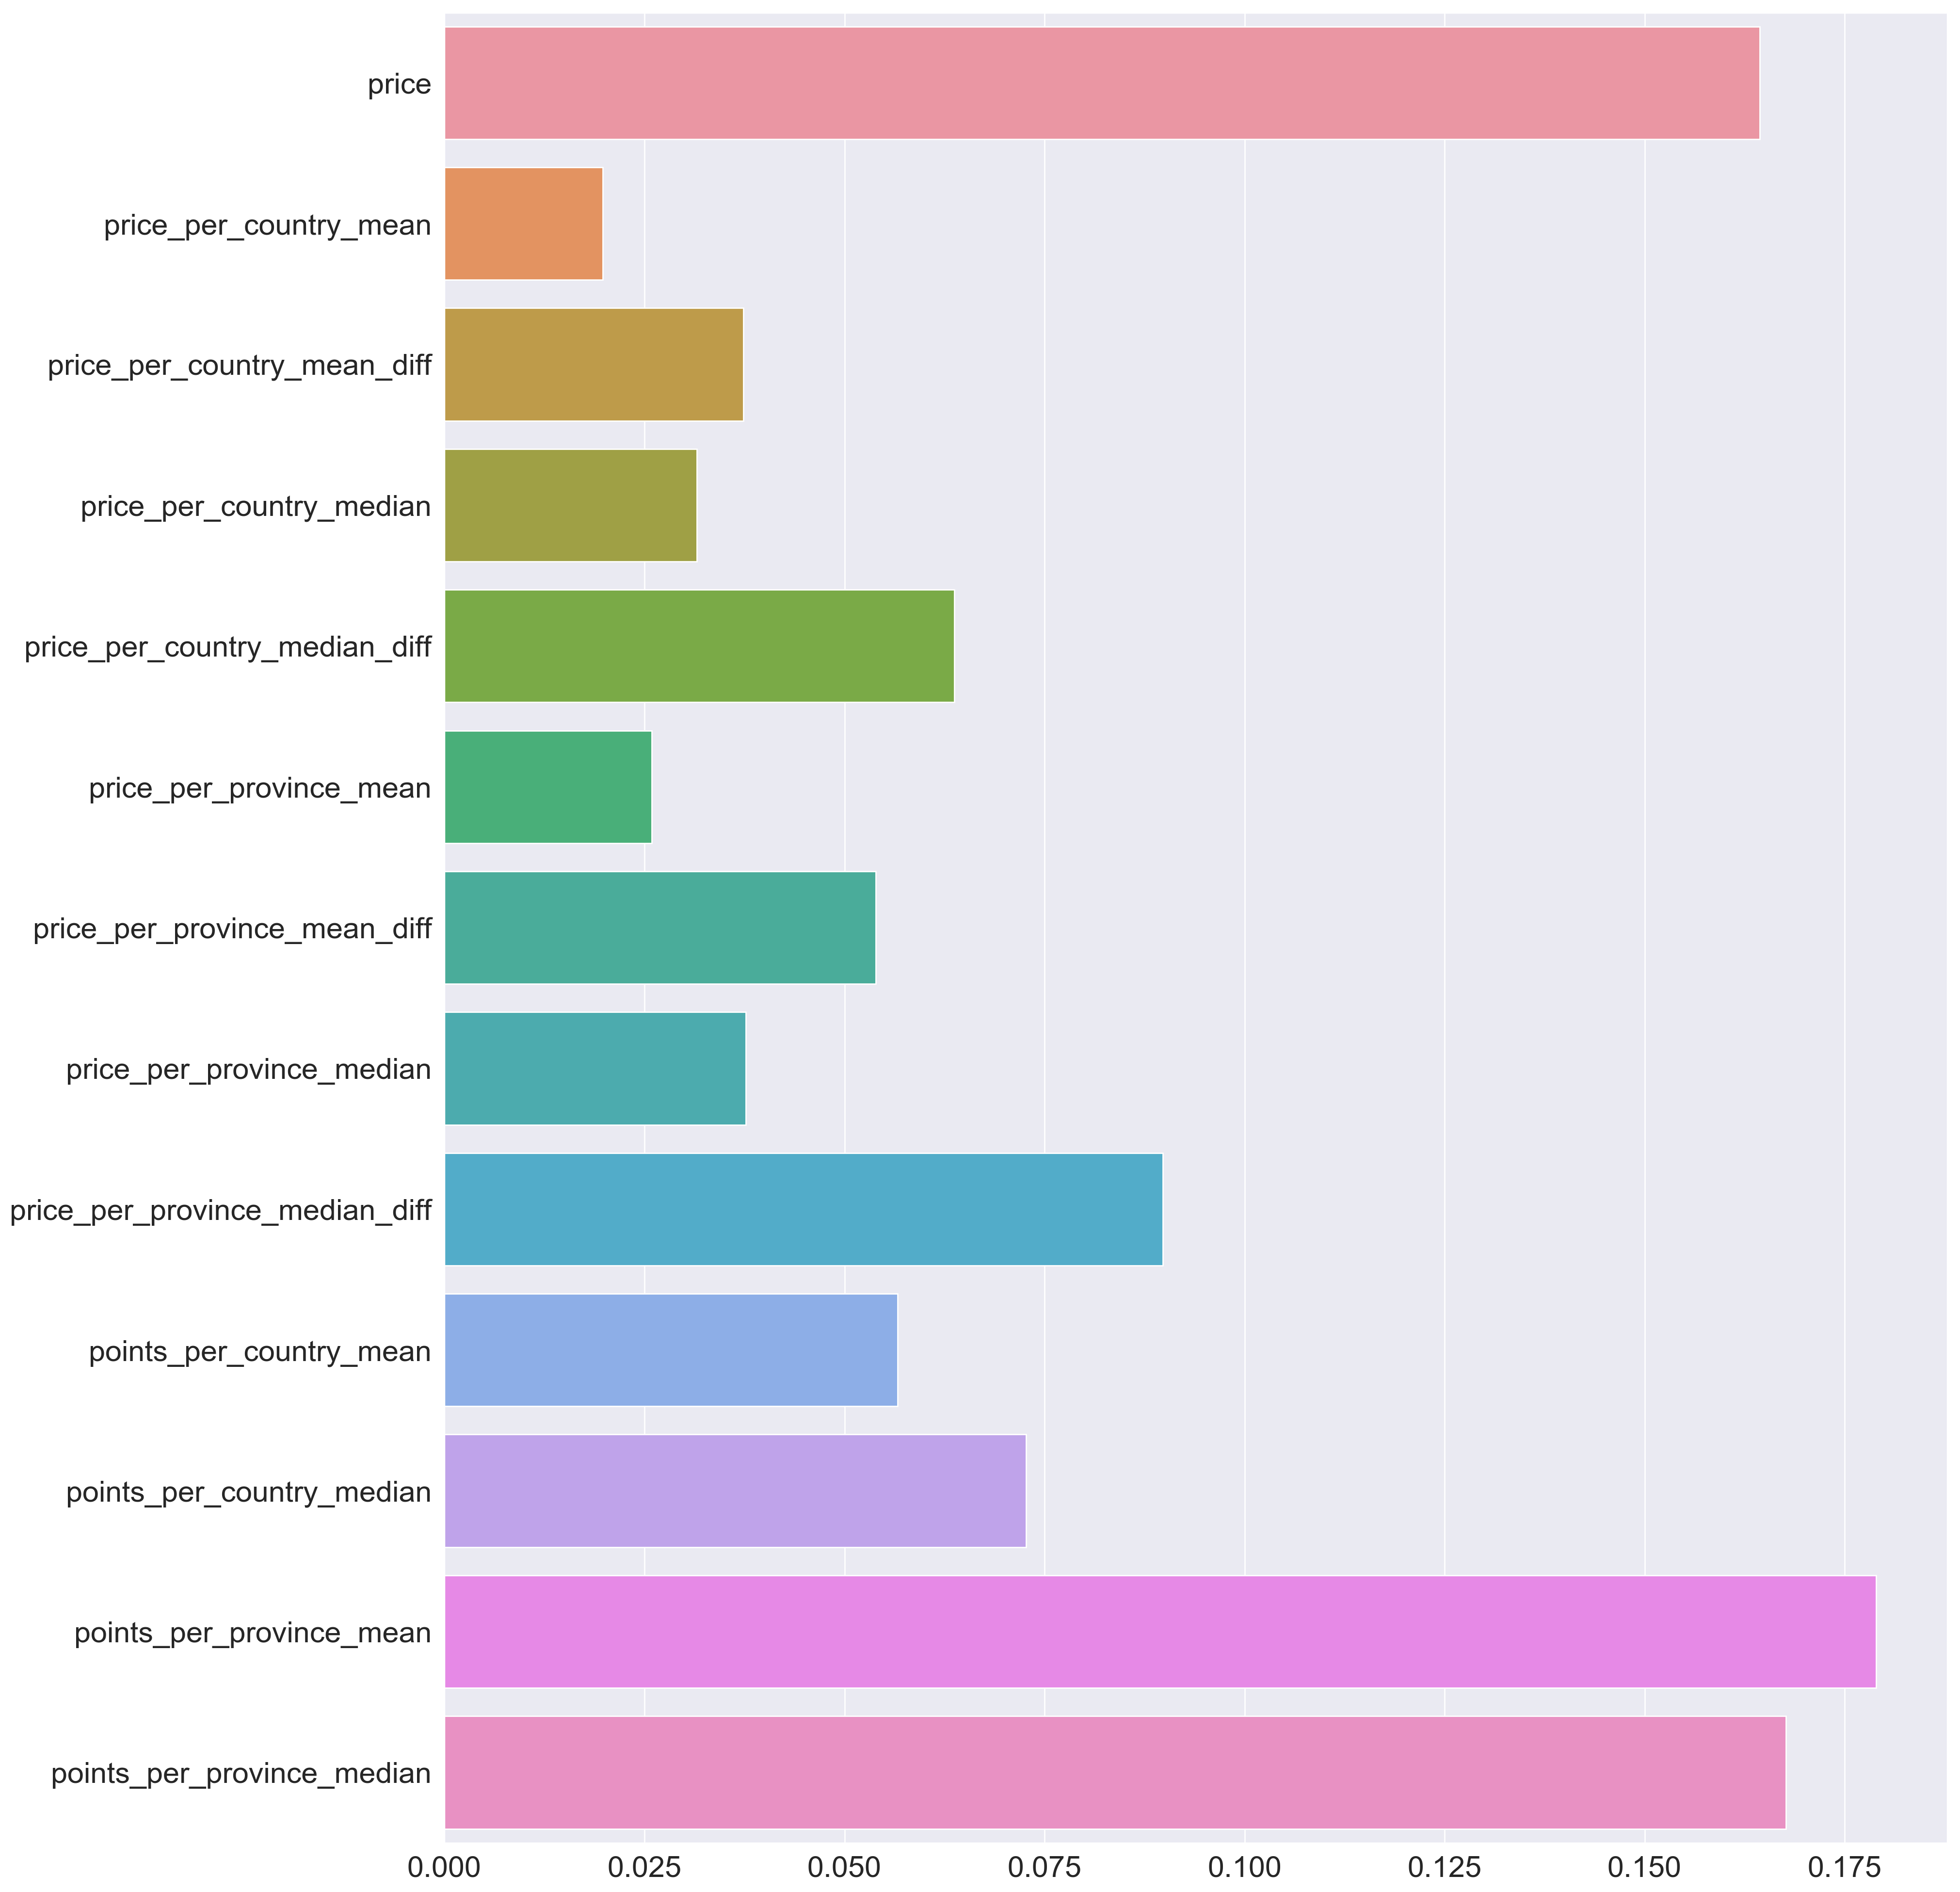 price
price_per_country_mean
price_per_country_mean_diff
price_per_country_median
price_per_country_median_diff
price_per_province_mean
price_per_province_mean_diff
price_per_province_median
price_per_province_median_diff
points_per_country_mean
points_per_country_median
points_per_province_mean
points_per_province_median
0.000 0.025 0.050 0.075 0.100 0.125 0.150 0.175